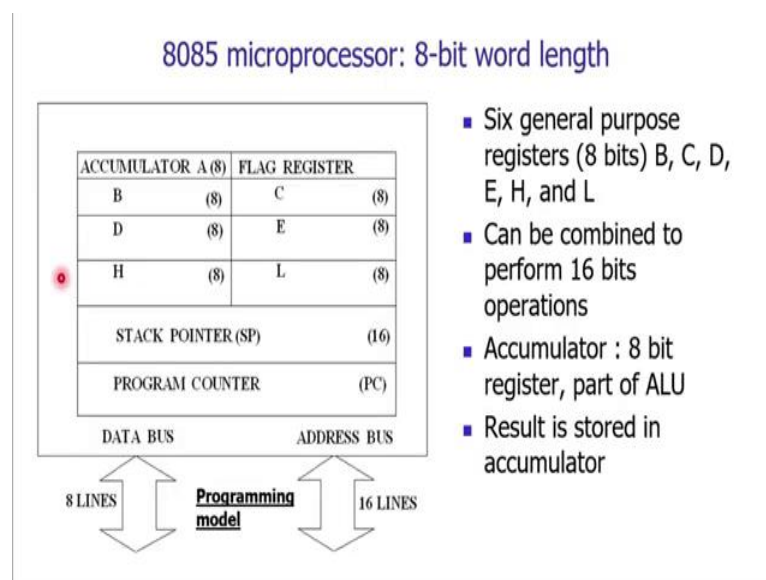 8085 microprocessor: 8-bit word length
ACCUMULATOR A (8) FLAG REGISTER
B (8) C (8)
D (8) E (8)
H (8) L (8)
STACK POINTER (SP) (16)
PROGRAM COUNTER (PC)
DATA BUS ADDRESS BUS
8 LINES Programming 16 LINES
model
Six general purpose
registers (8 bits) B, C, D,
E, H, and L
Can be combined to
perform 16 bits
operations
Accumulator : 8 bit
register, part of ALU
Result is stored in
accumulator